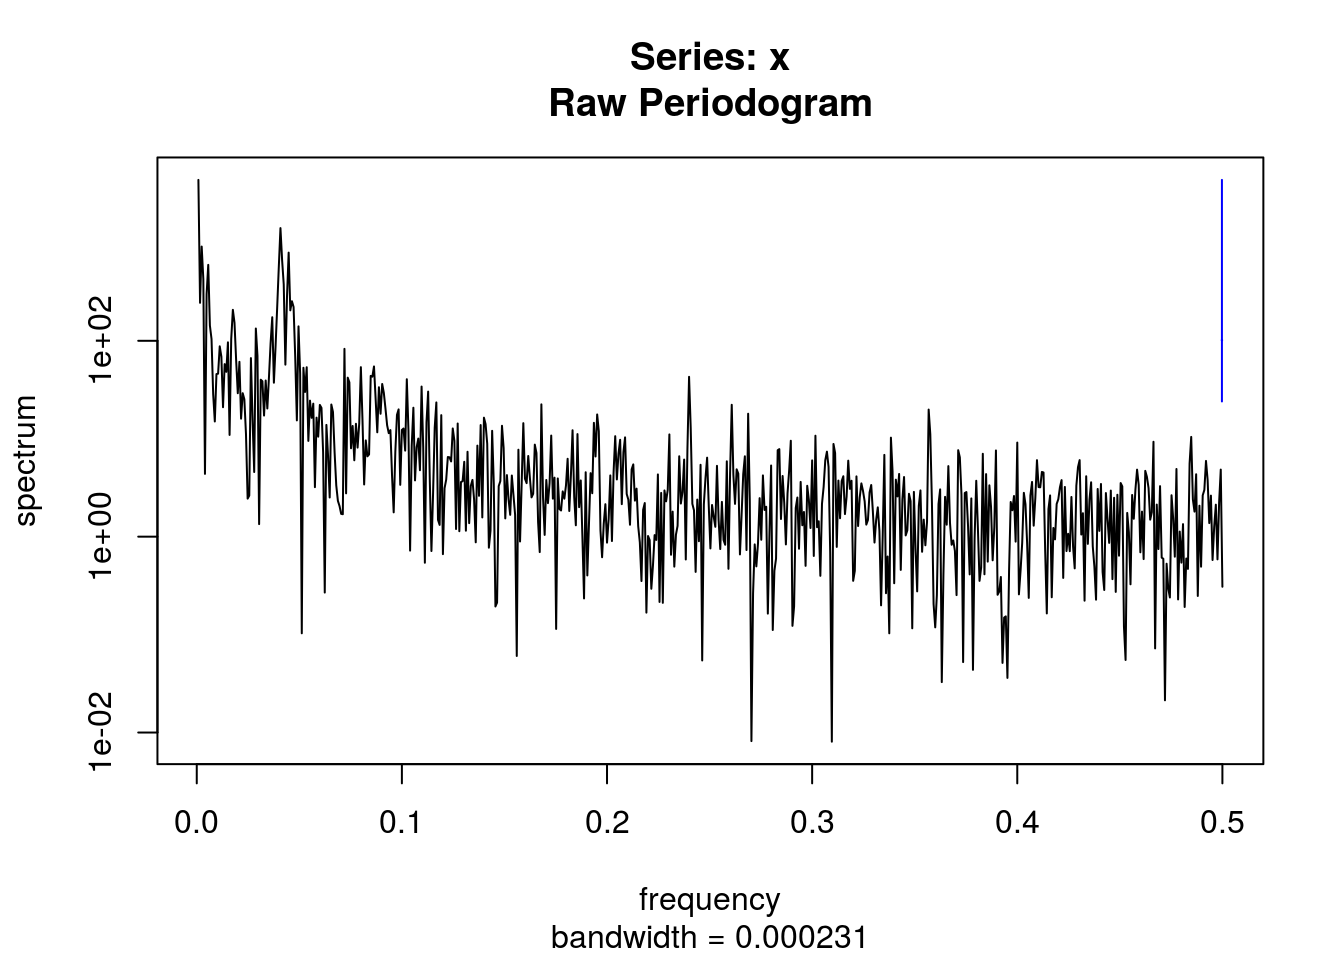 Series: x
Raw Periodogram
spectrum
1e+02
1e+00
1e-02
0.0 0.1 0.2 0.3 0.4 0.5
frequency
bandwidth = 0.000231